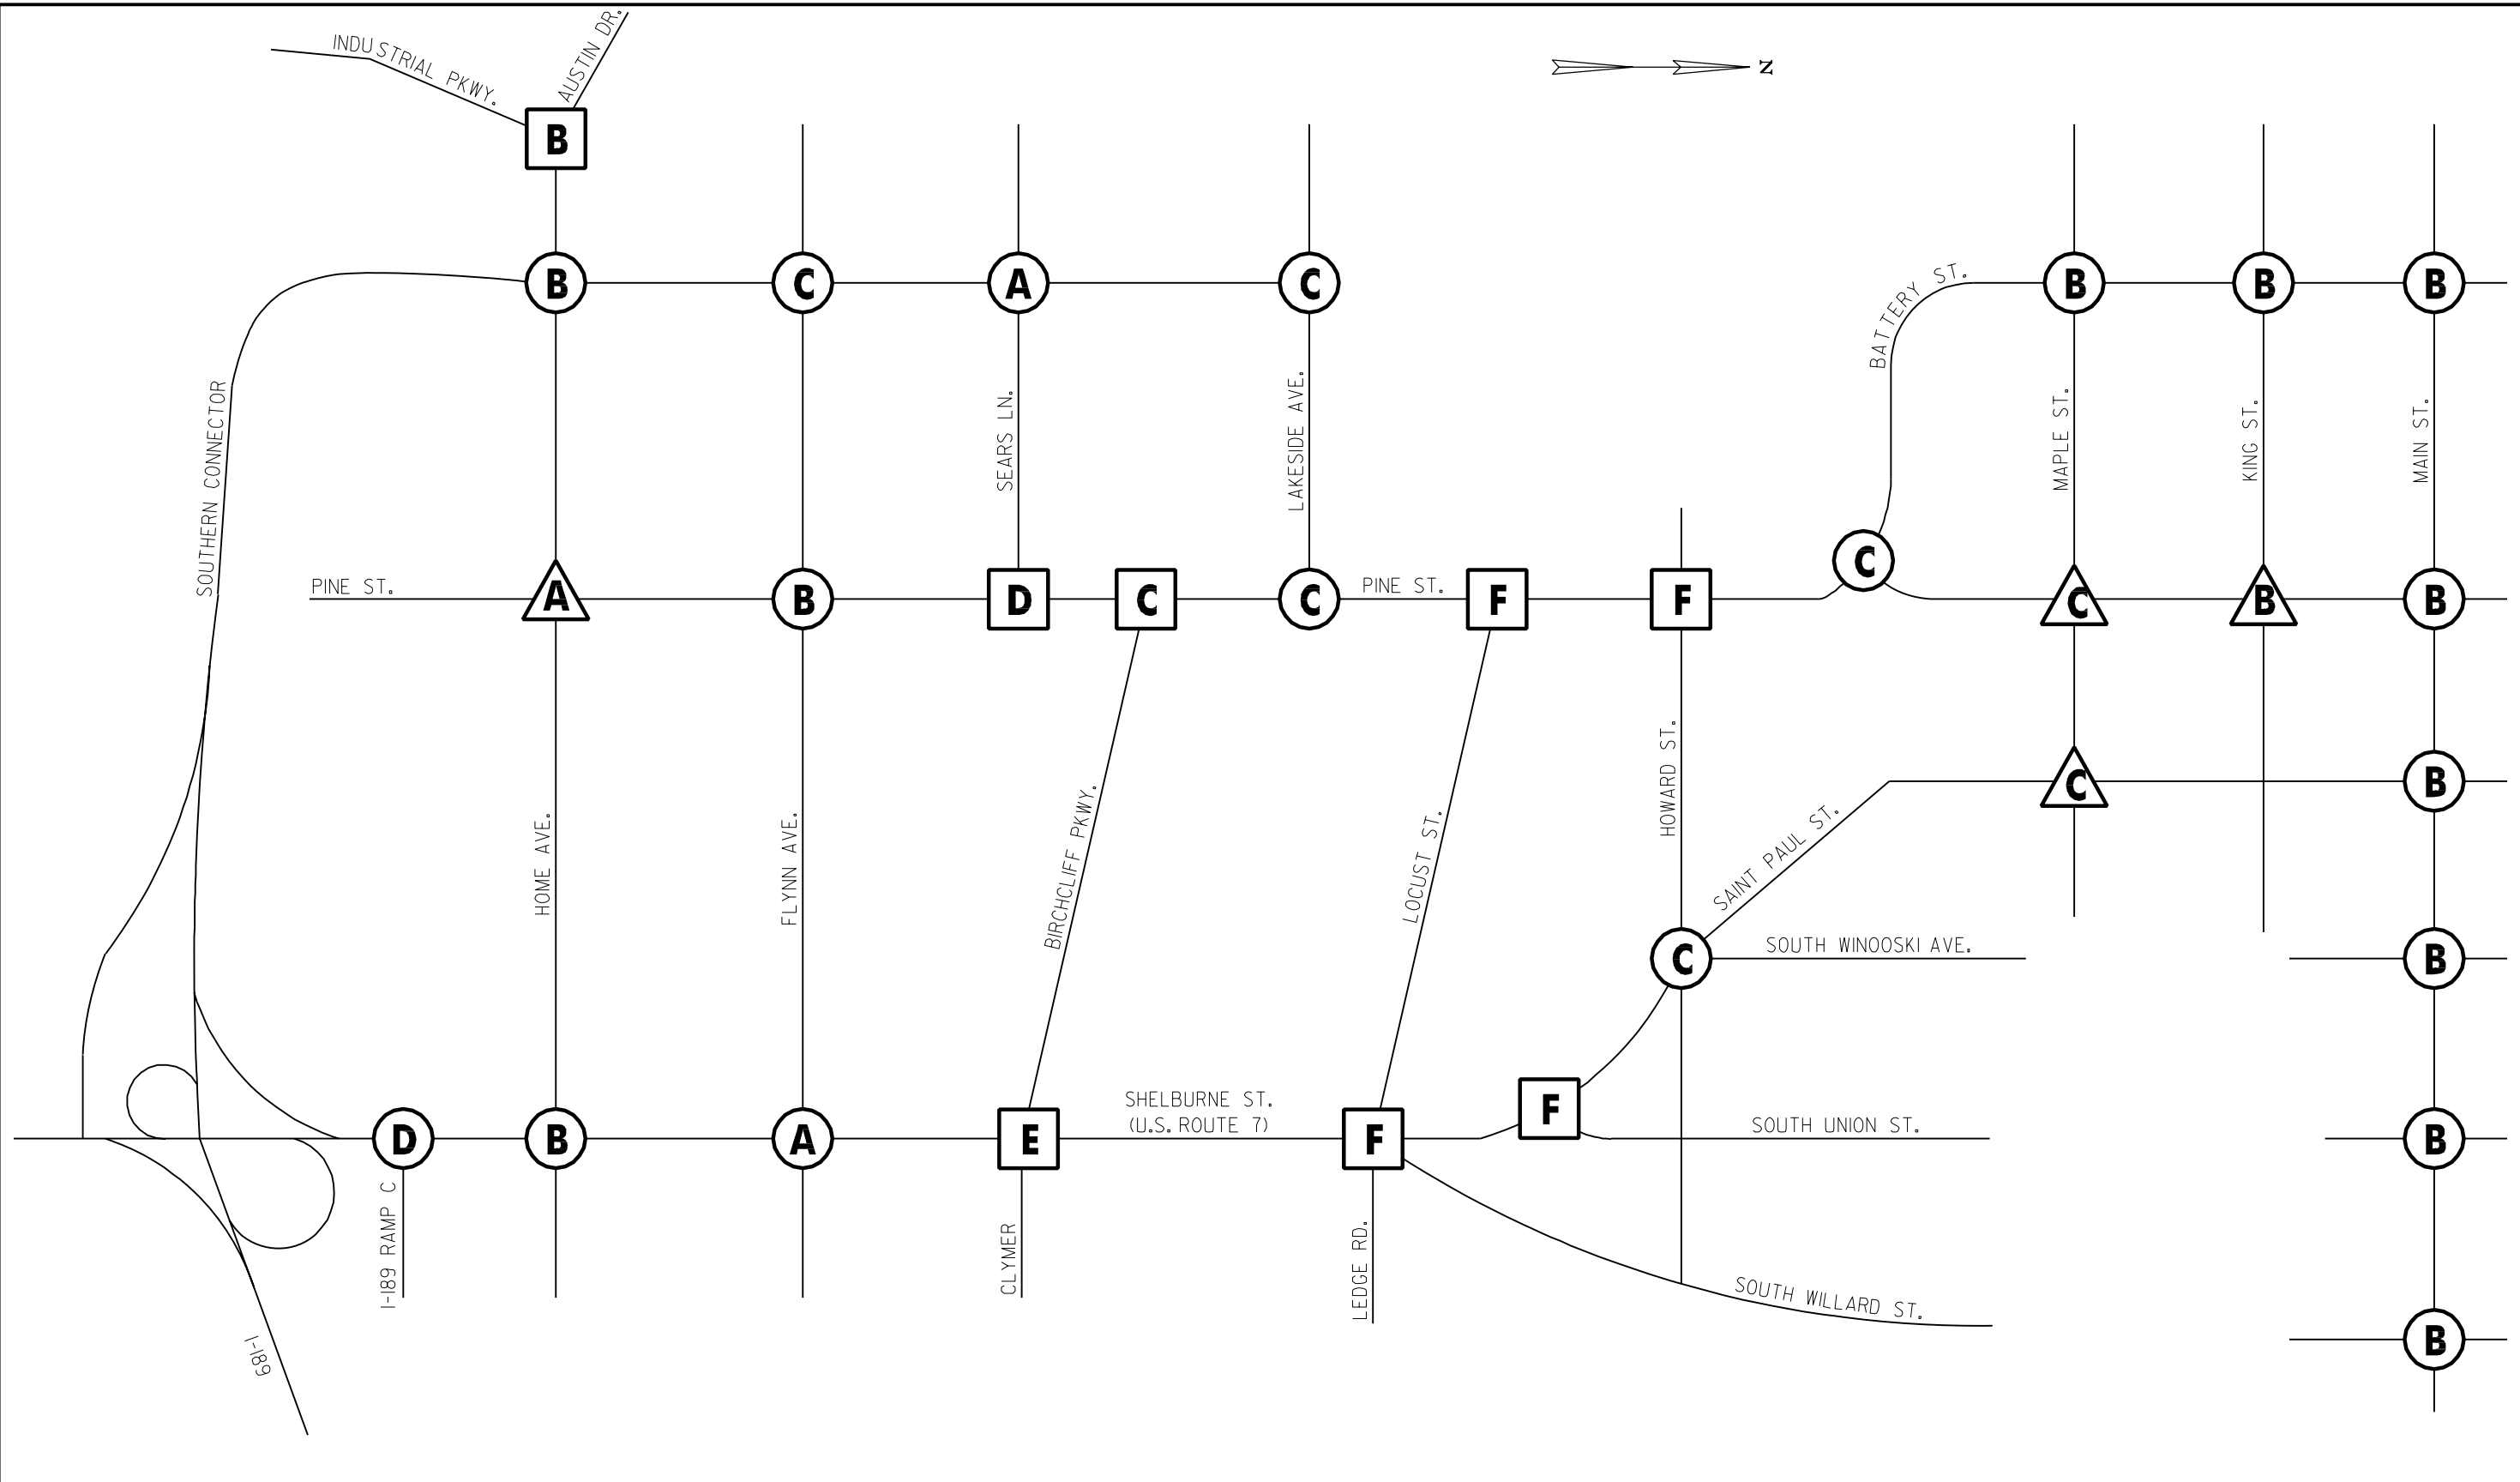 INDUSTRIAL PKWY.
AUSTIN DR.
N
B
B
C
A
C
BATTERY ST.
B
B
B
SOUTHERN CONNECTOR
SEARS LN.
LAKESIDE AVE.
MAPLE ST.
KING ST.
MAIN ST.
PINE ST.
A
B
D
C
C
PINE ST.
F
F
C
C
B
B
HOME AVE.
FLYNN AVE.
BIRCHCLIFF PKWY.
LOCUST ST.
HOWARD ST.
SAINT PAUL ST.
C
B
C
SOUTH WINOOSKI AVE.
B
D
B
A
E
SHELBURNE ST.
(U.S. ROUTE 7)
F
F
SOUTH UNION ST.
B
I-189 RAMP C
CLYMER
LEDGE RD.
SOUTH WILLARD ST.
B
I-189